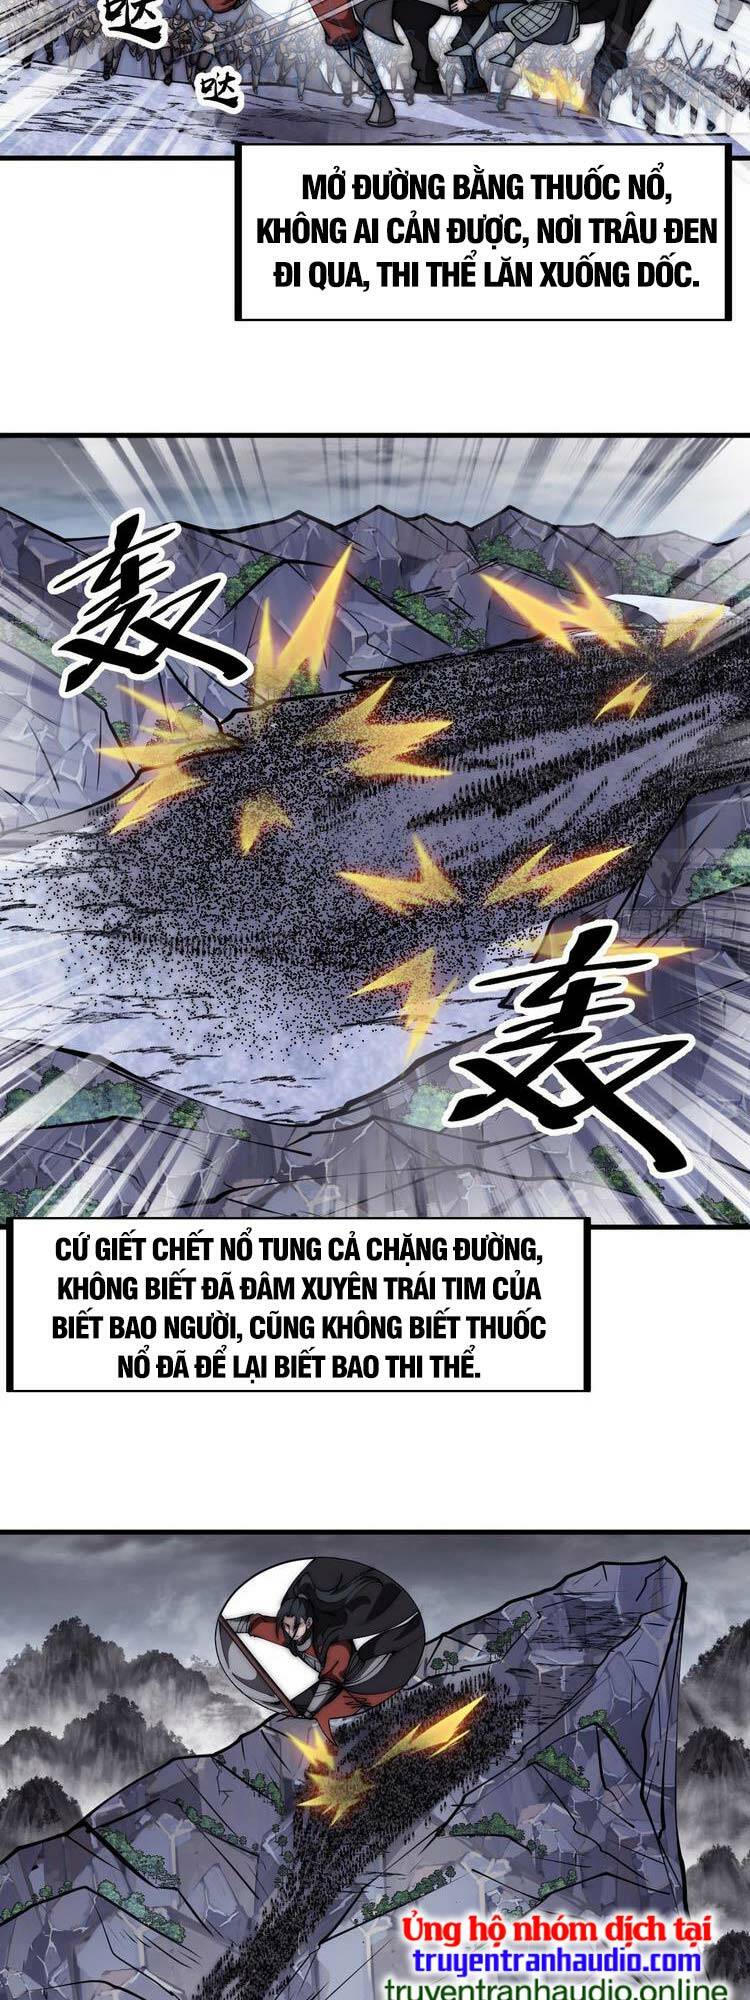 哒
哒
MỞ ĐƯỜNG BẰNG THUỐC NỔ,
KHÔNG AI CẢN ĐƯỢC, NƠI TRÂU ĐEN
ĐI QUA, THI THỂ LĂN XUỐNG DỐC.
轰
轰
CỨ GIẾT CHẾT NỔ TUNG CẢ CHẶNG ĐƯỜNG,
KHÔNG BIẾT ĐÃ ĐÂM XUYÊN TRÁI TIM CỦA
BIẾT BAO NGƯỜI, CŨNG KHÔNG BIẾT THUỐC
NỔ ĐÃ ĐỂ LẠI BIẾT BAO THI THỂ.
Ủng hộ nhóm dịch tại
truyentranhaudio.com
truyentranhaudio.online